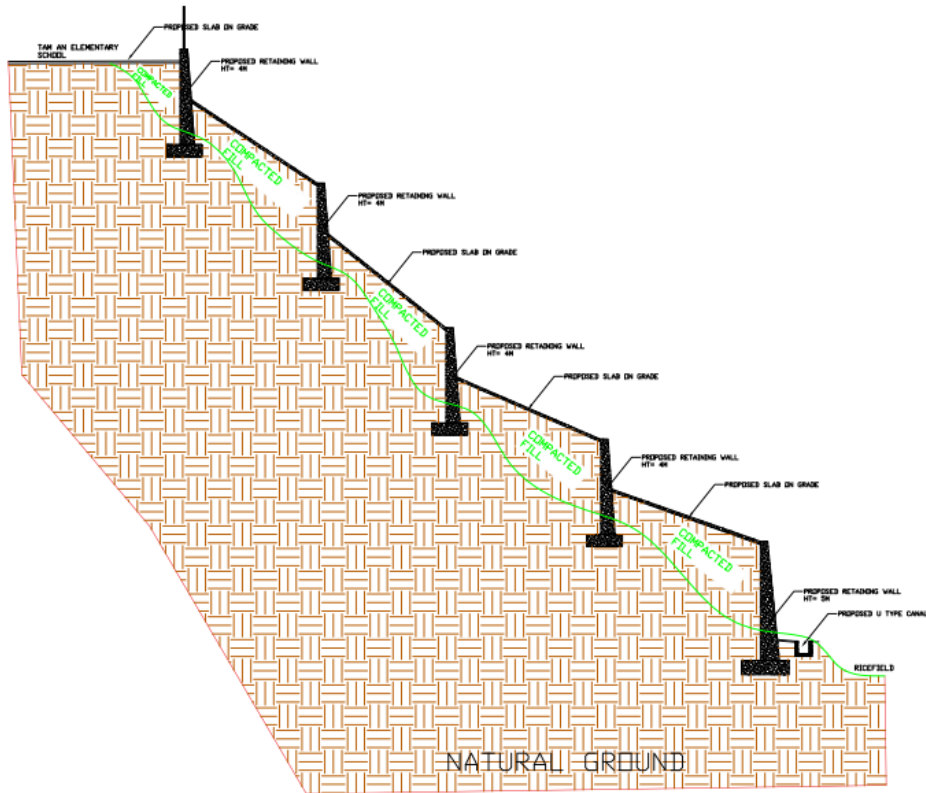 PROPOSED SLAB ON GRADE
TAM AN ELEMENTARY
SCHOOL
PROPOSED RETAINING WALL
HT= 4M
COMPACTED
FILL
COMPACTED
FILL
PROPOSED RETAINING WALL
HT= 4M
PROPOSED SLAB ON GRADE
COMPACTED
FILL
PROPOSED RETAINING WALL
HT= 4M
PROPOSED SLAB ON GRADE
COMPACTED
FILL
PROPOSED RETAINING WALL
HT= 4M
PROPOSED SLAB ON GRADE
COMPACTED
FILL
PROPOSED RETAINING WALL
HT= 5M
PROPOSED U TYPE CANAL
RICEFIELD
NATURAL GROUND